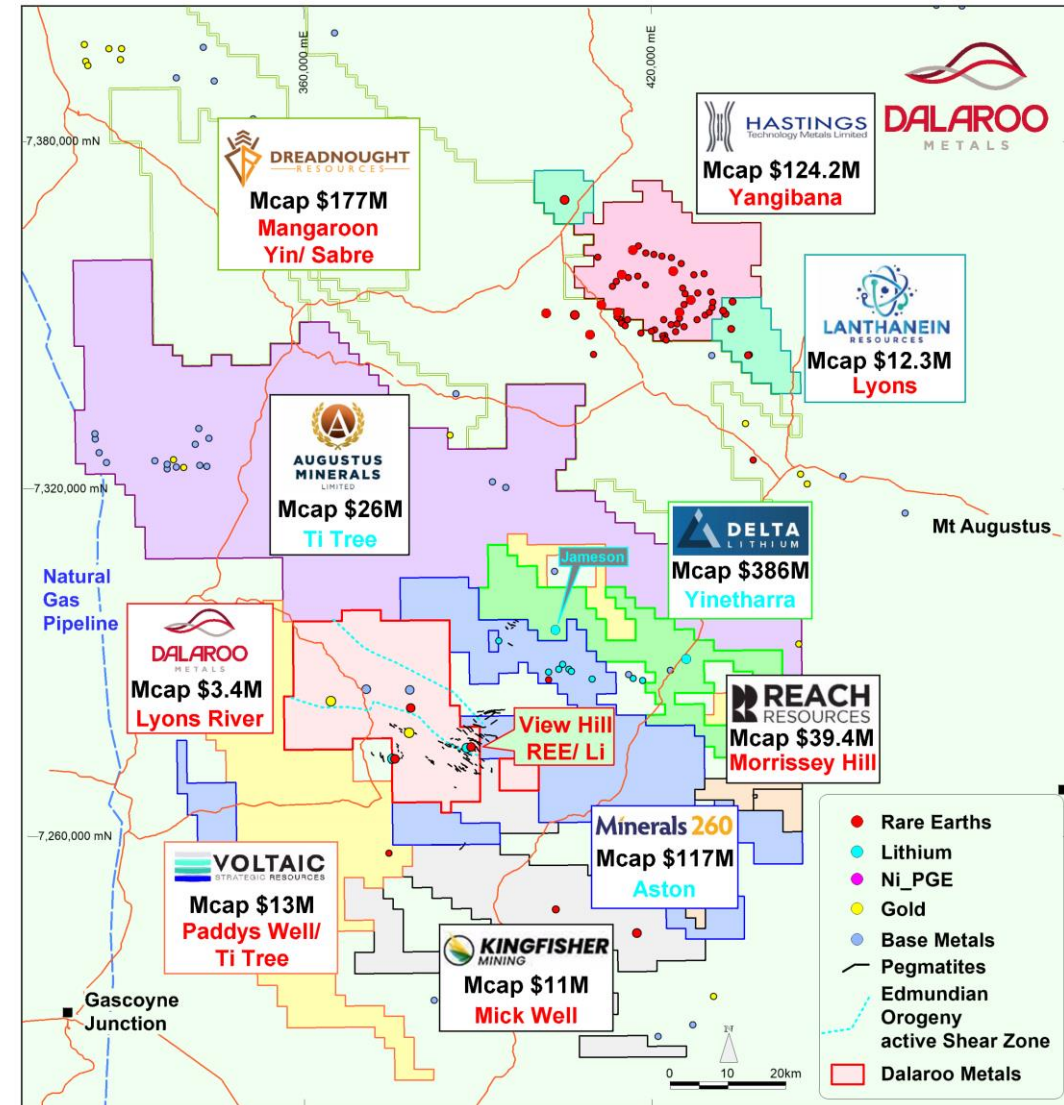 360,000 mE
420,000 mE
7,380,000 mN
7,320,000 mN
7,260,000 mN
DALAROO
METALS
HASTINGS
Technology Metals Limited
Mcap $124.2M
Yangibana
DREADNOUGHT
RESOURCES
Mcap $177M
Mangaroon
Yin/ Sabre
LANTHANEIN
RESOURCES
Mcap $12.3M
Lyons
AUGUSTUS
MINERALS
LIMITED
Mcap $26M
Ti Tree
DELTA
LITHIUM
Mcap $386M
Yinetharra
Mt Augustus
Jameson
Natural
Gas
Pipeline
DALAROO
METALS
Mcap $3.4M
Lyons River
View Hill
REE/ Li
REACH
RESOURCES
Mcap $39.4M
Morrissey Hill
Minerals 260
Mcap $117M
Aston
VOLTAIC
STRATEGIC RESOURCES
Mcap $13M
Paddys Well/
Ti Tree
KINGFISHER
MINING
Mcap $11M
Mick Well
Gascoyne
Junction
Rare Earths
Lithium
Ni_PGE
Gold
Base Metals
Pegmatites
Edmundian
Orogeny
active Shear Zone
Dalaroo Metals
0 10 20km